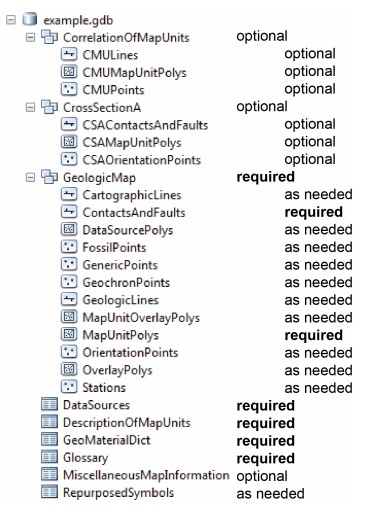 example.gdb
CorrelationOfMapUnits optional
CMULines optional
CMUMapUnitPolys optional
CMUPoints optional
CrossSectionA optional
CSAContactsAndFaults optional
CSAMapUnitPolys optional
CSAOrientationPoints optional
GeologicMap required
CartographicLines as needed
ContactsAndFaults required
DataSourcePolys as needed
FossilPoints as needed
GenericPoints as needed
GeochronPoints as needed
GeologicLines as needed
MapUnitOverlayPolys as needed
MapUnitPolys required
OrientationPoints as needed
OverlayPolys as needed
Stations as needed
DataSources required
DescriptionOfMapUnits required
GeoMaterialDict required
Glossary required
MiscellaneousMapInformation optional
RepurposedSymbols as needed